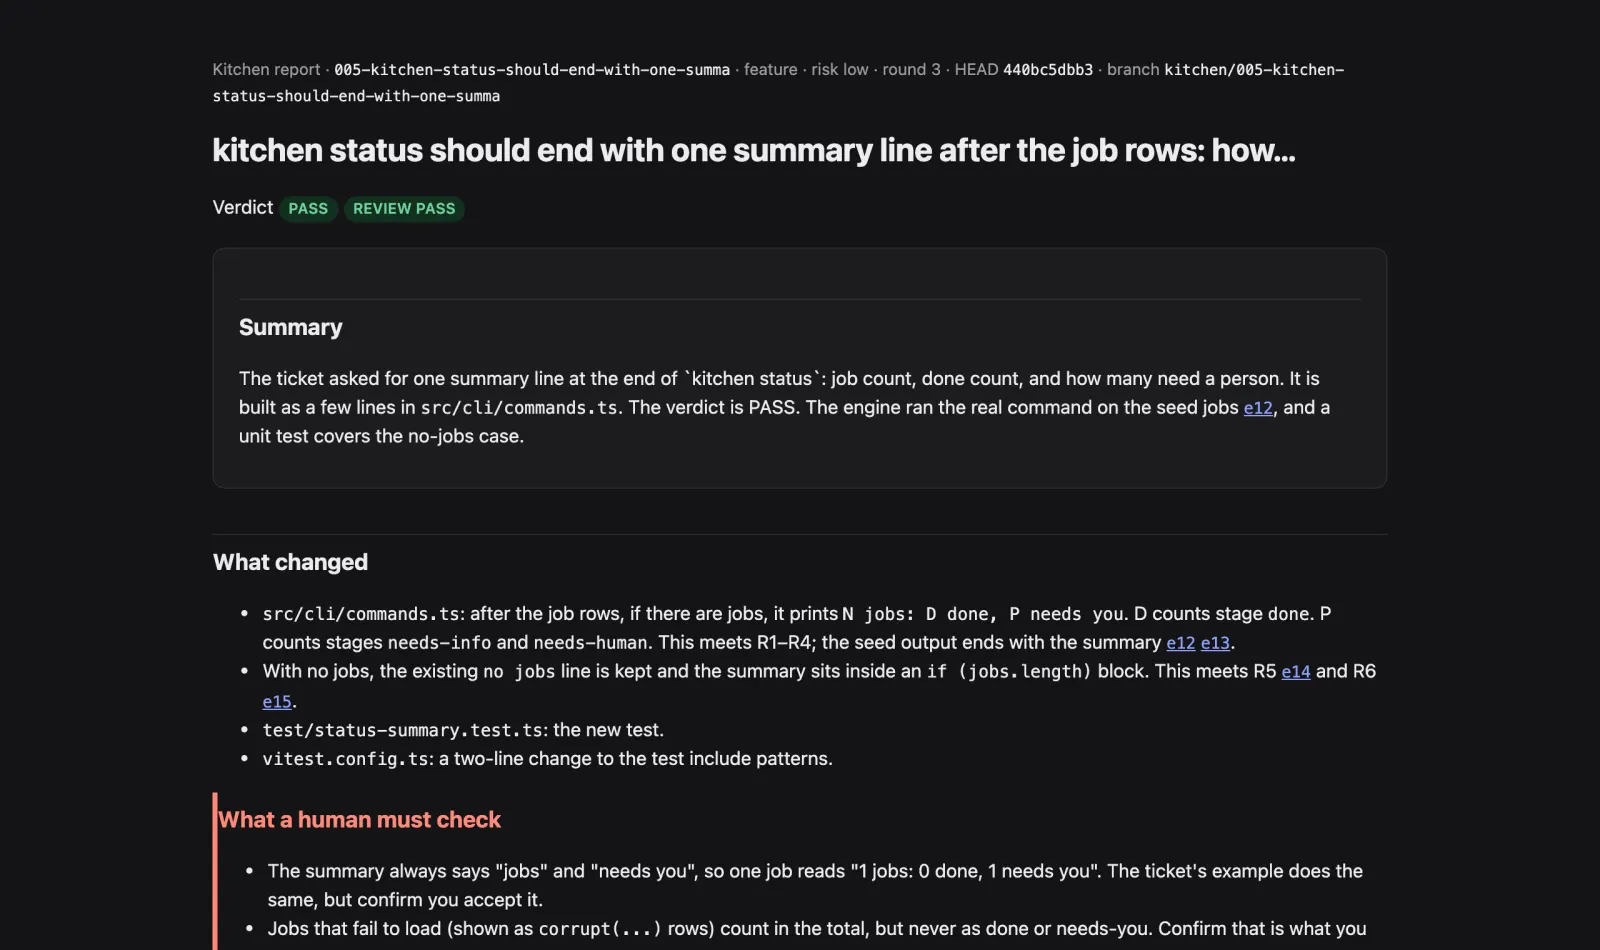 Kitchen report · 005-kitchen-status-should-end-with-one-summa · feature · risk low · round 3 · HEAD 440bc5dbb3 · branch kitchen/005-kitchen-
status-should-end-with-one-summa
kitchen status should end with one summary line after the job rows: how...
Verdict PASS REVIEW PASS
Summary
The ticket asked for one summary line at the end of `kitchen status`: job count, done count, and how many need a person. It is
built as a few lines in src/cli/commands.ts. The verdict is PASS. The engine ran the real command on the seed jobs e12, and a
unit test covers the no-jobs case.
What changed
• src/cli/commands.ts: after the job rows, if there are jobs, it prints N jobs: D done, P needs you. D counts stage done. P
counts stages needs-info and needs-human. This meets R1–R4; the seed output ends with the summary e12 e13.
• With no jobs, the existing no jobs line is kept and the summary sits inside an if (jobs.length) block. This meets R5 e14 and R6
e15.
• test/status-summary.test.ts: the new test.
• vitest.config.ts: a two-line change to the test include patterns.
What a human must check
• The summary always says "jobs" and "needs you", so one job reads "1 jobs: 0 done, 1 needs you". The ticket's example does the
same, but confirm you accept it.
• Jobs that fail to load (shown as corrupt(...) rows) count in the total, but never as done or needs-you. Confirm that is what you